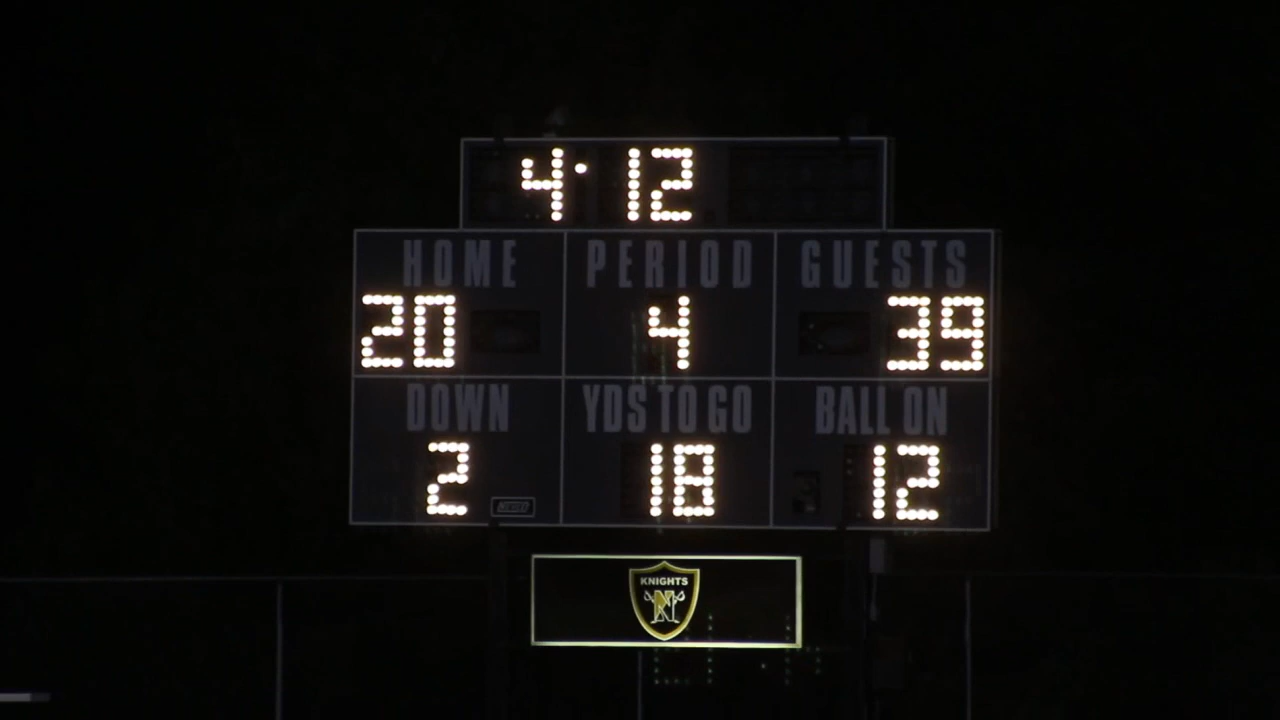 4:12
HOME PERIOD GUESTS
20 4 39
DOWN YDS TO GO BALL ON
2 18 12
KNIGHTS
N